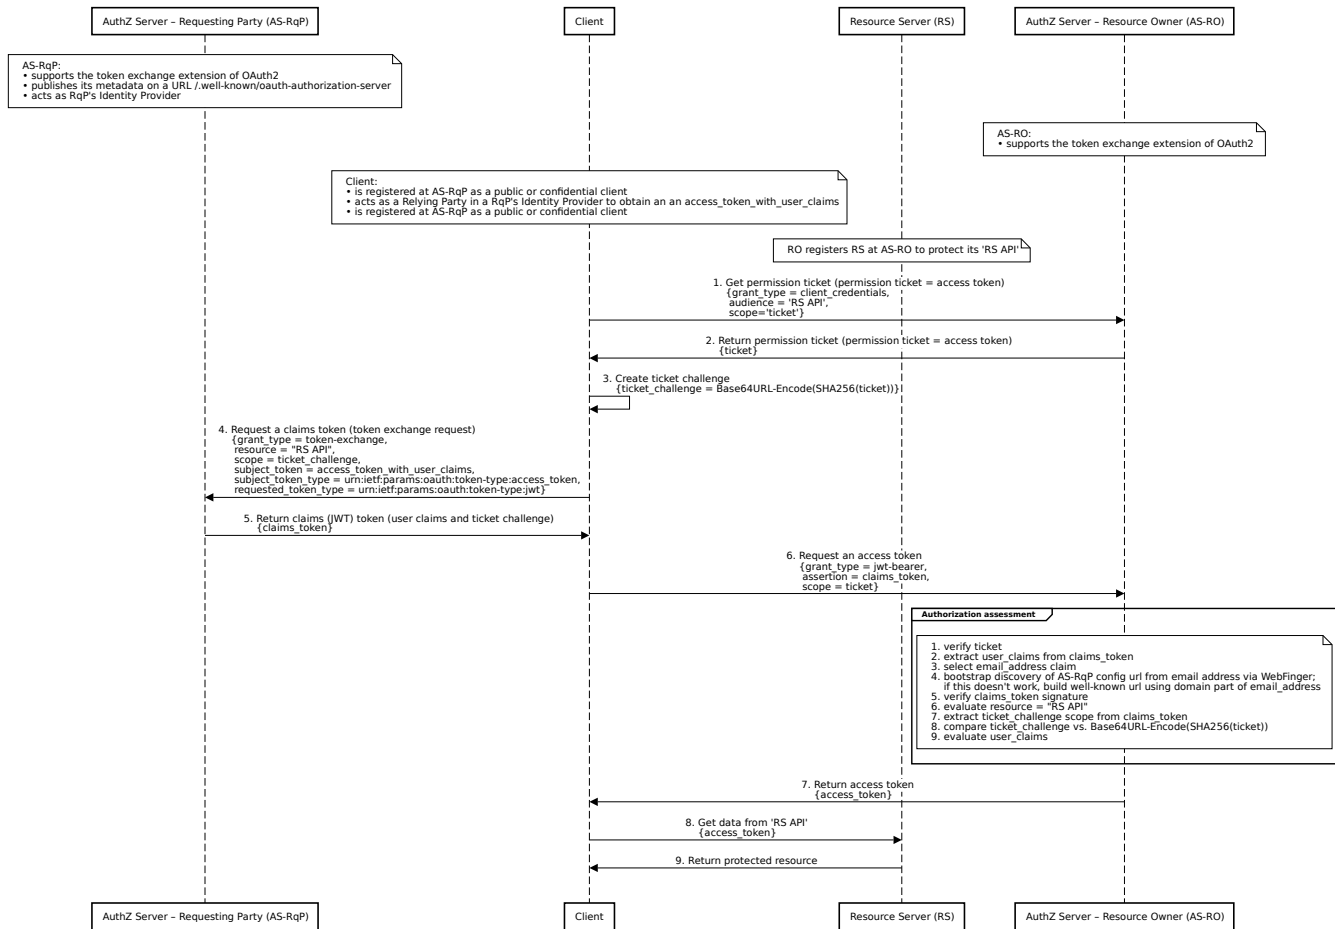 AuthZ Server – Requesting Party (AS-RqP)
Client
Resource Server (RS)
AuthZ Server – Resource Owner (AS-RO)
AS-RqP:
• supports the token exchange extension of OAuth2
• publishes its metadata on a URL /.well-known/oauth-authorization-server
• acts as RqP's Identity Provider
AS-RO:
• supports the token exchange extension of OAuth2
Client:
• is registered at AS-RqP as a public or confidential client
• acts as a Relying Party in a RqP's Identity Provider to obtain an an access_token_with_user_claims
• is registered at AS-RqP as a public or confidential client
RO registers RS at AS-RO to protect its 'RS API'
1. Get permission ticket (permission ticket = access token)
{grant_type = client_credentials,
audience = 'RS API',
scope='ticket'}
2. Return permission ticket (permission ticket = access token)
{ticket}
3. Create ticket challenge
{ticket_challenge = Base64URL-Encode(SHA256(ticket))}
4. Request a claims token (token exchange request)
{grant_type = token-exchange,
resource = "RS API",
scope = ticket_challenge,
subject_token = access_token_with_user_claims,
subject_token_type = urn:ietf:params:oauth:token-type:access_token,
requested_token_type = urn:ietf:params:oauth:token-type:jwt}
5. Return claims (JWT) token (user claims and ticket challenge)
{claims_token}
6. Request an access token
{grant_type = jwt-bearer,
assertion = claims_token,
scope = ticket}
Authorization assessment
1. verify ticket
2. extract user_claims from claims_token
3. select email_address claim
4. bootstrap discovery of AS-RqP config url from email address via WebFinger;
if this doesn't work, build well-known url using domain part of email_address
5. verify claims_token signature
6. evaluate resource = "RS API"
7. extract ticket_challenge scope from claims_token
8. compare ticket_challenge vs. Base64URL-Encode(SHA256(ticket))
9. evaluate user_claims
7. Return access token
{access_token}
8. Get data from 'RS API'
{access_token}
9. Return protected resource
AuthZ Server – Requesting Party (AS-RqP)
Client
Resource Server (RS)
AuthZ Server – Resource Owner (AS-RO)